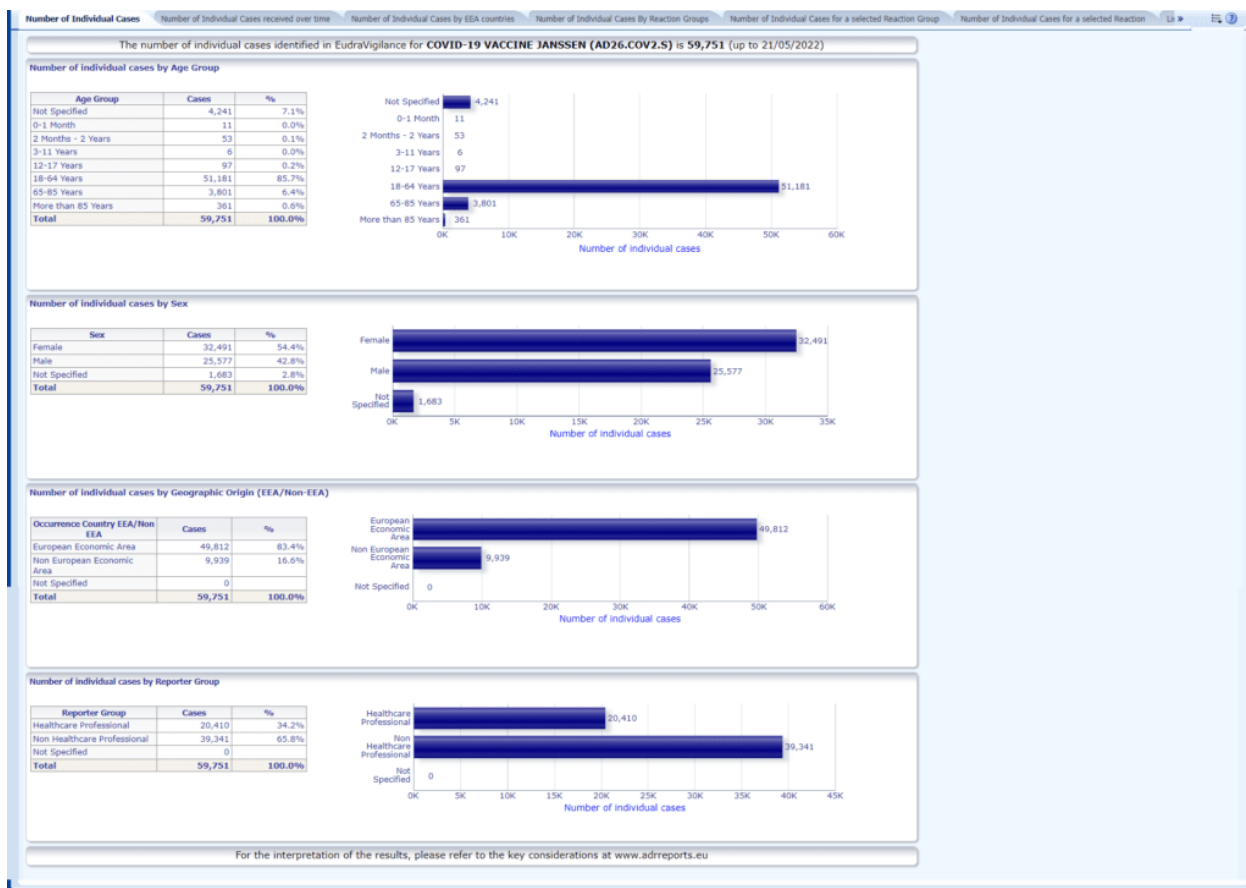 Number of Individual Cases Number of Individual Cases received over time Number of Individual Cases by EEA countries Number of Individual Cases By Reaction Groups Number of Individual Cases for a selected Reaction Group Number of Individual Cases for a selected Reaction Li »
The number of individual cases identified in EudraVigilance for COVID-19 VACCINE JANSSEN (AD26.COV2.S) is 59,751 (up to 21/05/2022)
Number of individual cases by Age Group
Age Group Cases %
Not Specified 4,241 7.1%
0-1 Month 11 0.0%
2 Months - 2 Years 53 0.1%
3-11 Years 6 0.0%
12-17 Years 97 0.2%
18-64 Years 51,181 85.7%
65-85 Years 3,801 6.4%
More than 85 Years 361 0.6%
Total 59,751 100.0%
Not Specified 4,241
0-1 Month 11
2 Months - 2 Years 53
3-11 Years 6
12-17 Years 97
18-64 Years 51,181
65-85 Years 3,801
More than 85 Years 361
0K 10K 20K 30K 40K 50K 60K
Number of individual cases
Number of individual cases by Sex
Sex Cases %
Female 32,491 54.4%
Male 25,577 42.8%
Not Specified 1,683 2.8%
Total 59,751 100.0%
Female 32,491
Male 25,577
Not
Specified 1,683
0K 5K 10K 15K 20K 25K 30K 35K
Number of individual cases
Number of individual cases by Geographic Origin (EEA/Non-EEA)
Occurrence Country EEA/Non
EEA Cases %
European Economic Area 49,812 83.4%
Non European Economic
Area 9,939 16.6%
Not Specified 0
Total 59,751 100.0%
European
Economic
Area 49,812
Non European
Economic
Area 9,939
Not Specified 0
0K 10K 20K 30K 40K 50K 60K
Number of individual cases
Number of individual cases by Reporter Group
Reporter Group Cases %
Healthcare Professional 20,410 34.2%
Non Healthcare Professional 39,341 65.8%
Not Specified 0
Total 59,751 100.0%
Healthcare
Professional 20,410
Non
Healthcare
Professional 39,341
Not
Specified 0
0K 5K 10K 15K 20K 25K 30K 35K 40K 45K
Number of individual cases
For the interpretation of the results, please refer to the key considerations at www.adrreports.eu